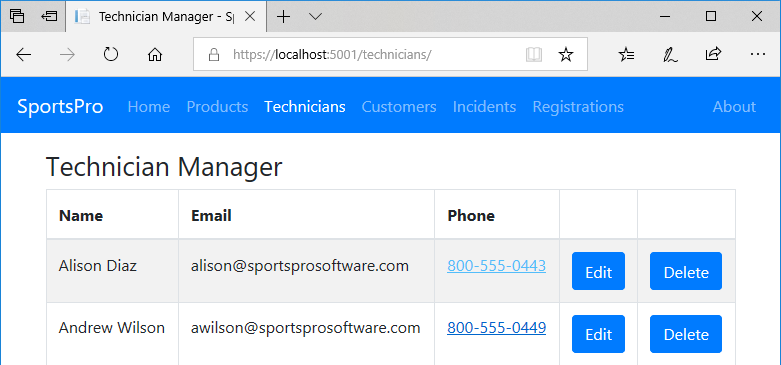 Technician Manager - Sp
https://localhost:5001/technicians/
SportsPro Home Products Technicians Customers Incidents Registrations About
Technician Manager
Name Email Phone
Alison Diaz alison@sportsprosoftware.com 800-555-0443 Edit Delete
Andrew Wilson awilson@sportsprosoftware.com 800-555-0449 Edit Delete